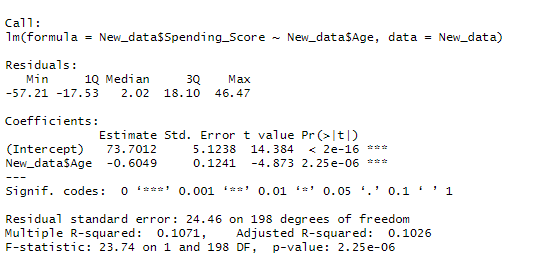 Call:
lm(formula = New_data$Spending_Score ~ New_data$Age, data = New_data)
Residuals:
Min 1Q Median 3Q Max
-57.21 -17.53 2.02 18.10 46.47
Coefficients:
Estimate Std. Error t value Pr(>|t|)
(Intercept) 73.7012 5.1238 14.384 < 2e-16 ***
New_data$Age -0.6049 0.1241 -4.873 2.25e-06 ***
---
Signif. codes: 0 ‘***’ 0.001 ‘**’ 0.01 ‘*’ 0.05 ‘.’ 0.1 ‘ ’ 1
Residual standard error: 24.46 on 198 degrees of freedom
Multiple R-squared: 0.1071, Adjusted R-squared: 0.1026
F-statistic: 23.74 on 1 and 198 DF, p-value: 2.25e-06